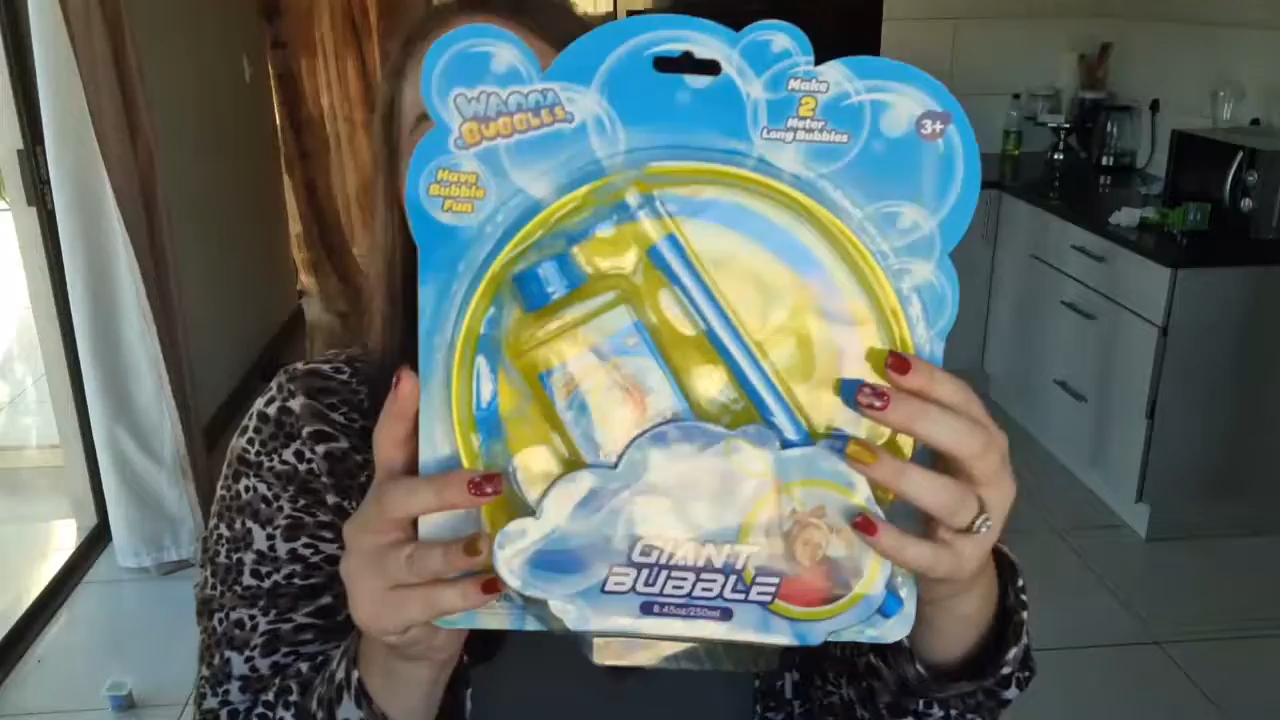 WANNA
BUBBLES
Make
2
Meter
Long Bubbles
3+
Have
Bubble
Fun
GIANT
BUBBLE
8.45oz/250ml